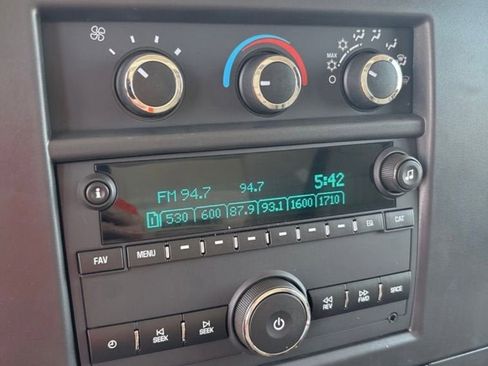 MAX
FM 94.7 94.7 5:42
1 530 600 87.9 93.1 1600 1710
FAV MENU EQ CAT
SEEK SEEK REV FWD SRCE